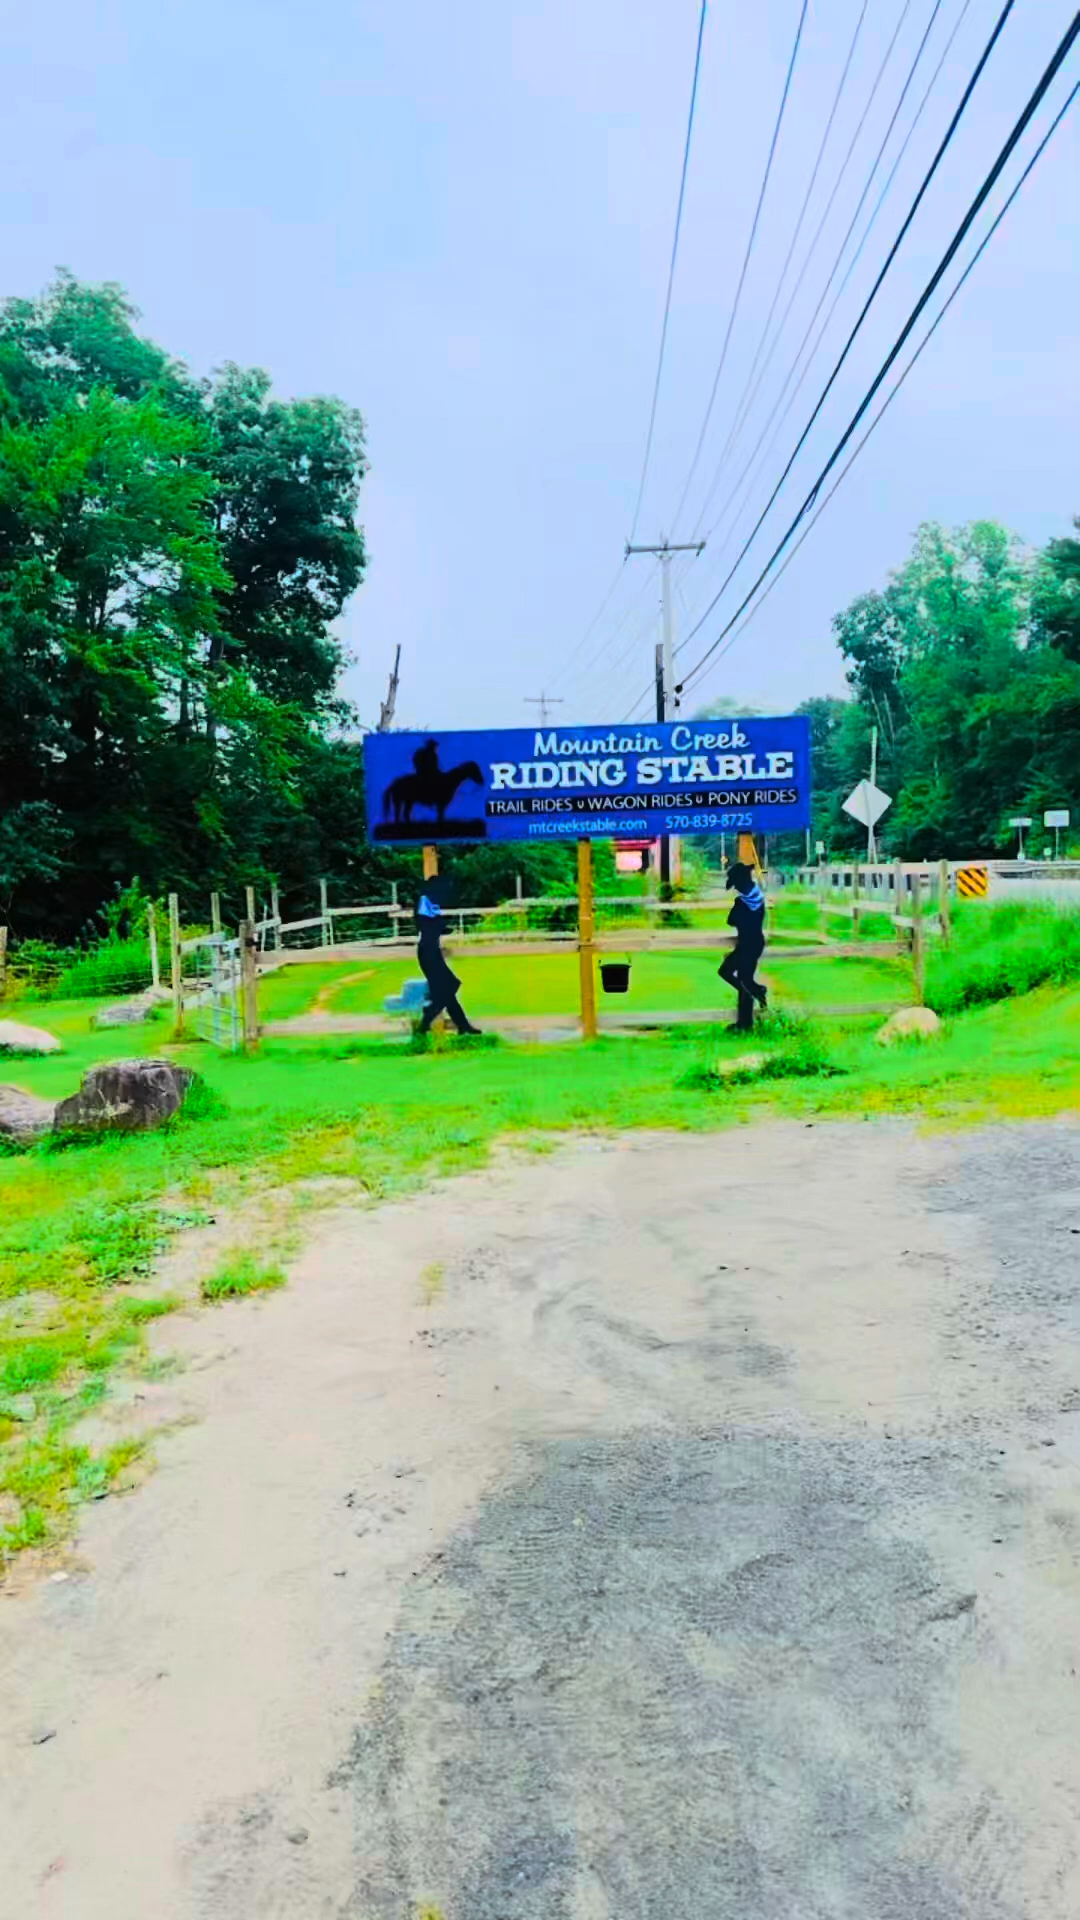 Mountain Creek
RIDING STABLE
TRAIL RIDES ∪ WAGON RIDES ∪ PONY RIDES
mtcreekstable.com 570-839-8725